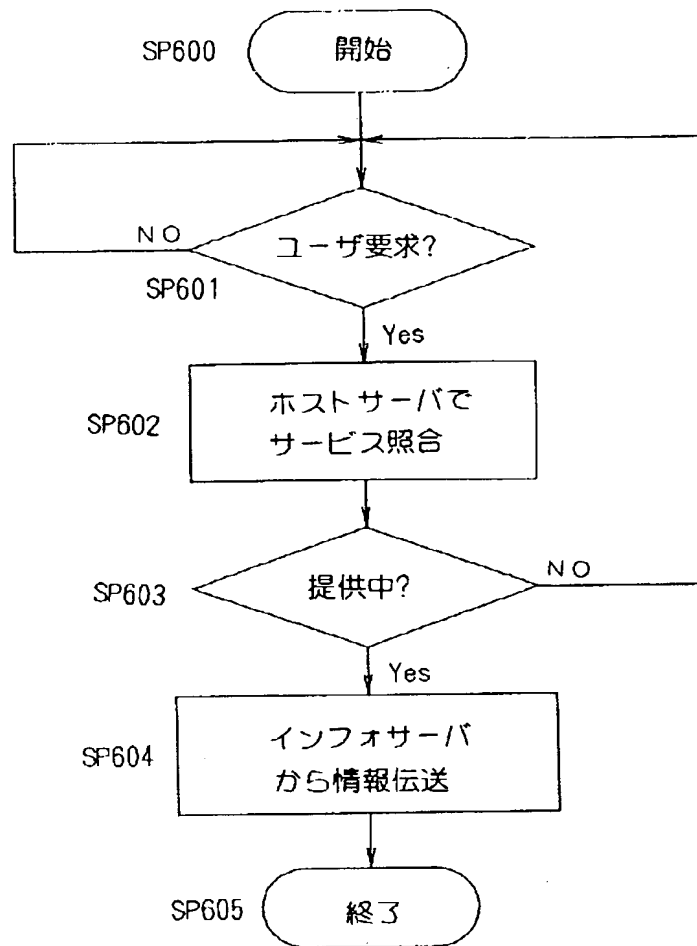 SP600
開始
NO
ユーザ要求?
SP601
Yes
SP602
ホストサーバで
サービス照合
SP603
提供中?
NO
Yes
SP604
インフォサーバ
から情報伝送
SP605
終了